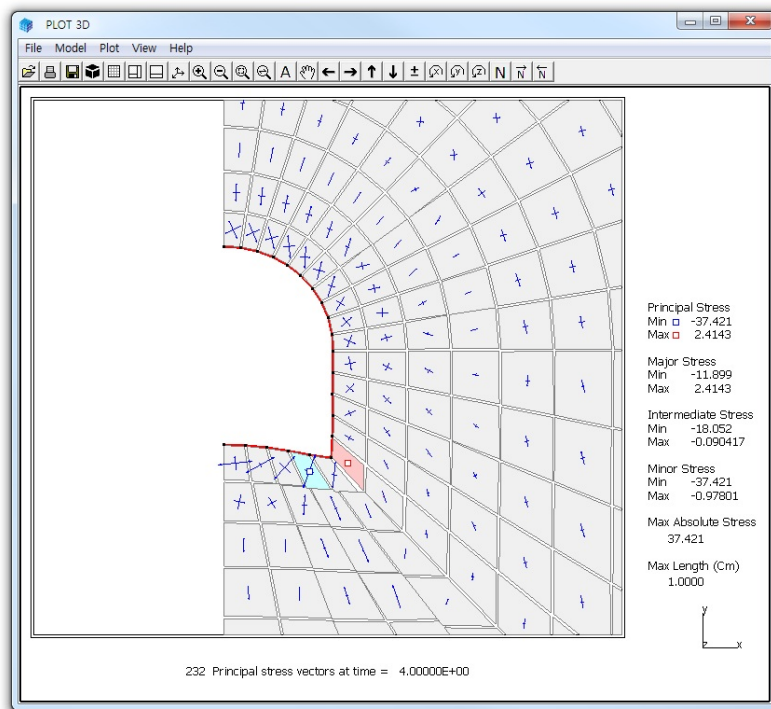 PLOT 3D
File Model Plot View Help
A ± X Y Z N N N
Principal Stress
Min -37.421
Max 2.4143
Major Stress
Min -11.899
Max 2.4143
Intermediate Stress
Min -18.052
Max -0.090417
Minor Stress
Min -37.421
Max -0.97801
Max Absolute Stress
37.421
Max Length (Cm)
1.0000
y
z x
232 Principal stress vectors at time = 4.00000E+00